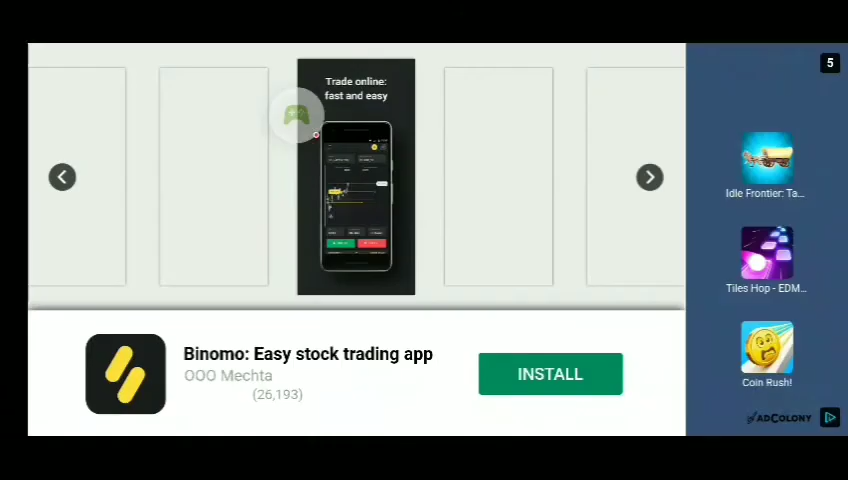 Trade online:
fast and easy
5
Idle Frontier: Ta...
Tiles Hop - EDM...
Coin Rush!
Binomo: Easy stock trading app
OOO Mechta
(26,193)
INSTALL
ADCOLONY